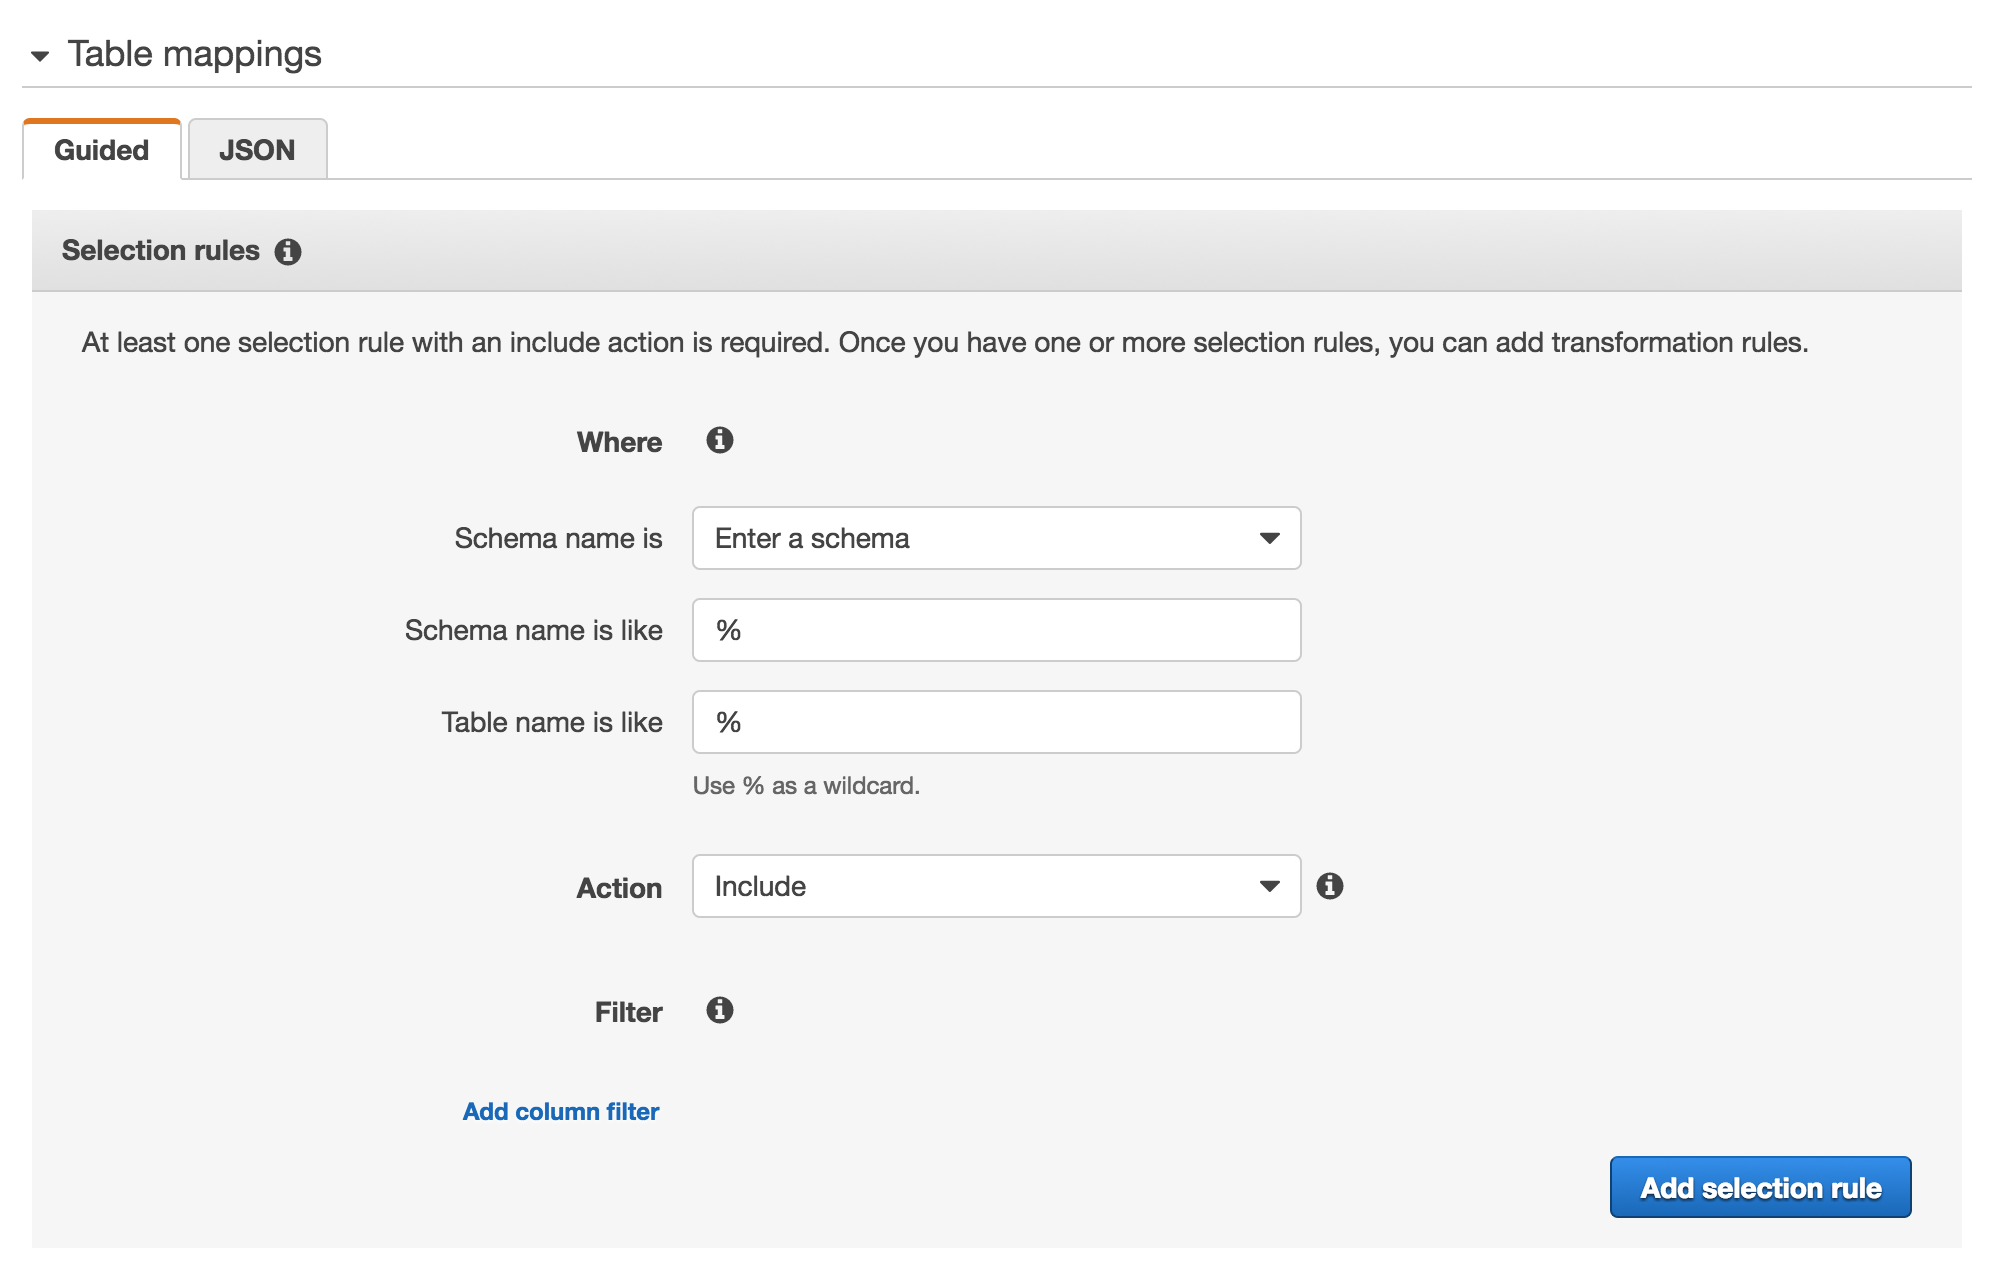 Table mappings
Guided JSON
Selection rules
At least one selection rule with an include action is required. Once you have one or more selection rules, you can add transformation rules.
Where
Schema name is Enter a schema
Schema name is like %
Table name is like %
Use % as a wildcard.
Action Include
Filter
Add column filter
Add selection rule